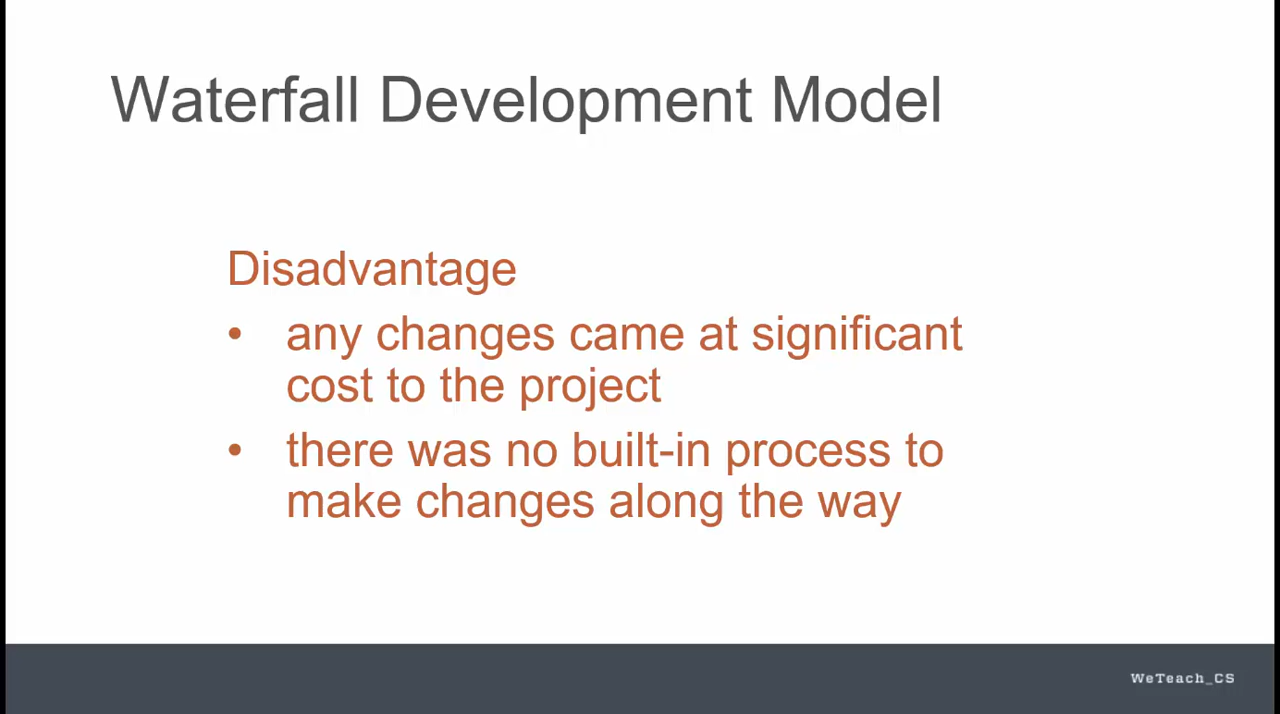 Waterfall Development Model
Disadvantage
• any changes came at significant
cost to the project
• there was no built-in process to
make changes along the way
WeTeach_CS